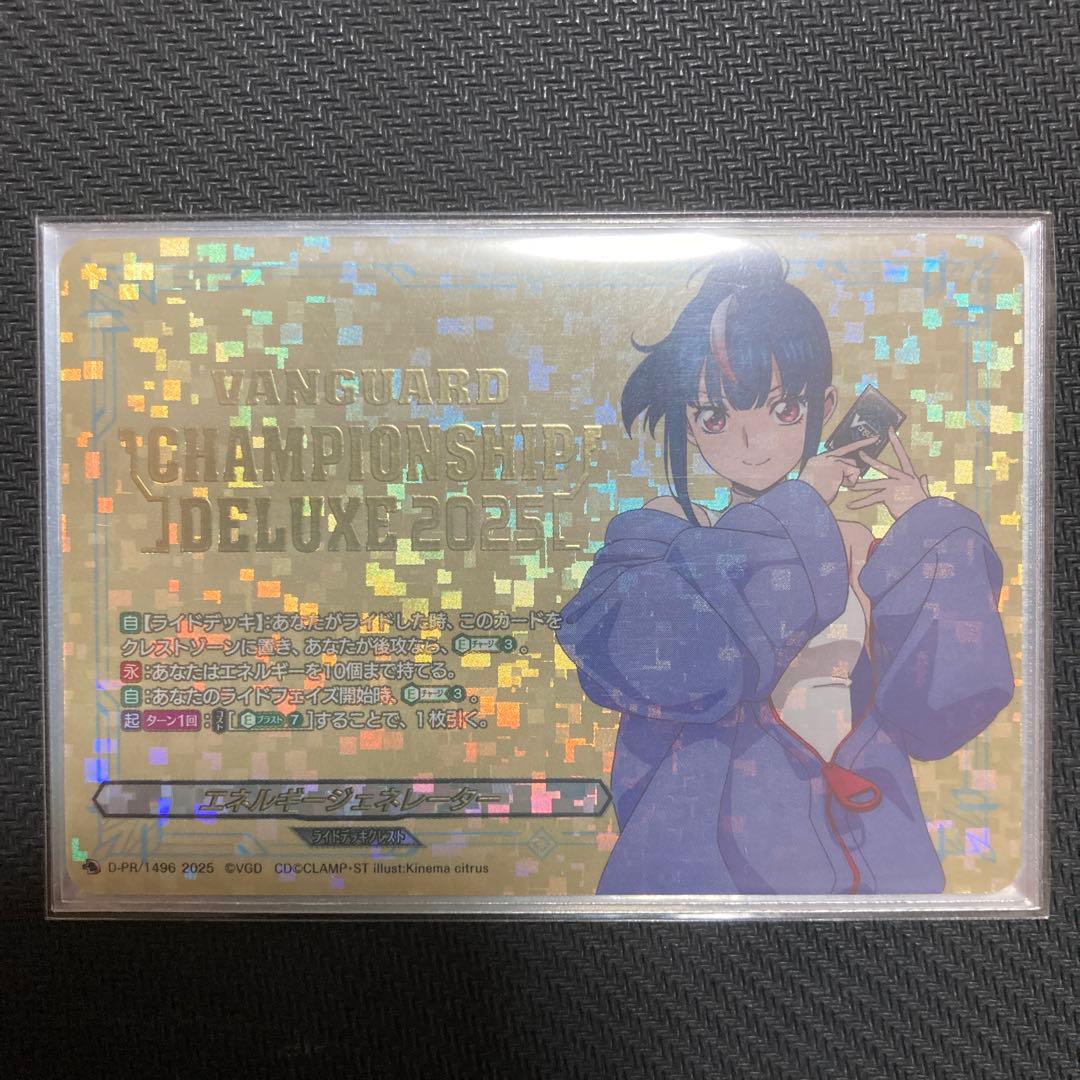 VANGUARD
CHAMPIONSHIP
DELUXE 2025
自【ライドデッキ】:あなたがライドした時、このカードを
クレストゾーンに置き、あなたが後攻なら、Eチャージ3。
永:あなたはエネルギーを10個まで持てる。
自:あなたのライドフェイズ開始時、Eチャージ3。
起ターン1回:コスト[Eブラスト7]することで、1枚引く。
エネルギージェネレーター
ライドデッキクレスト
D-PR/1496 2025 ©VGD CD©CLAMP・ST illust:Kinema citrus